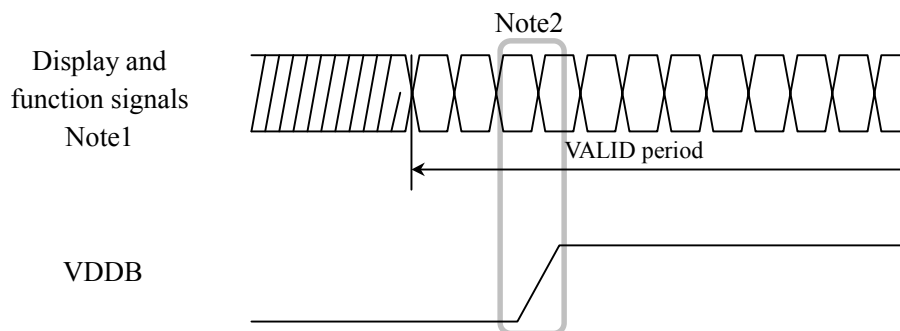 Note2
Display and
function signals
Note1
VALID period
VDDB